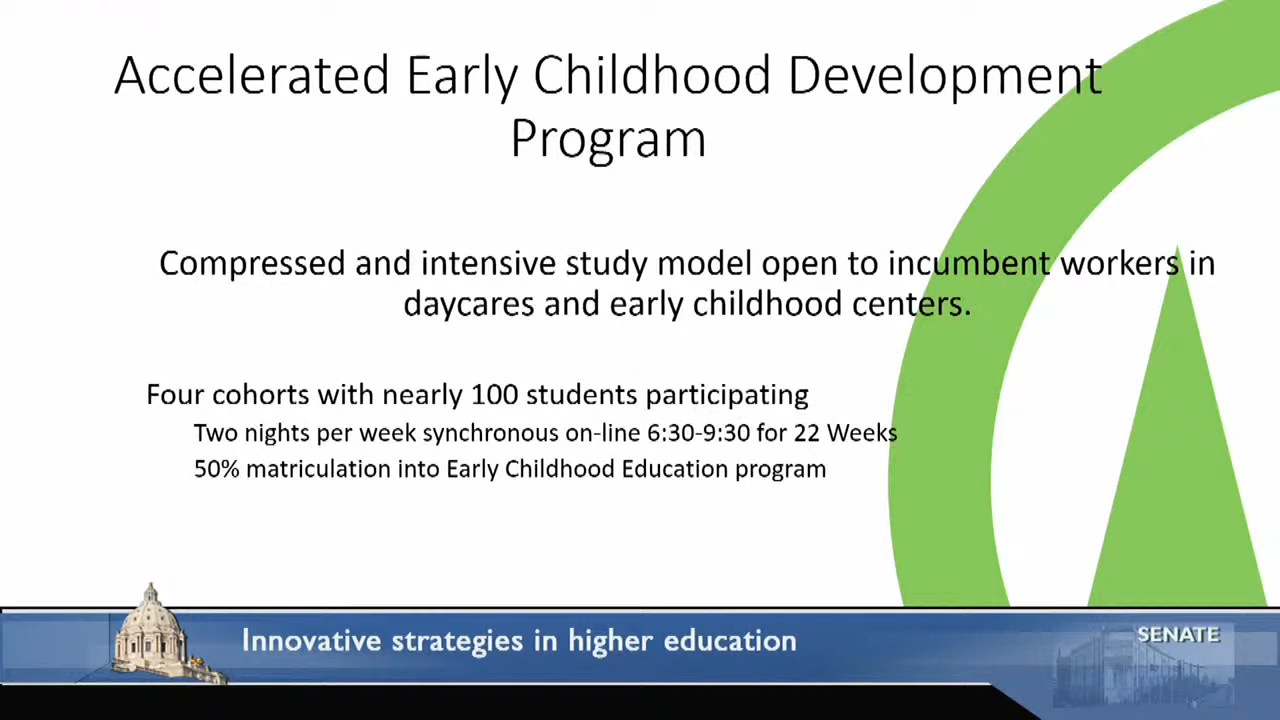 Accelerated Early Childhood Development
Program
Compressed and intensive study model open to incumbent workers in
daycares and early childhood centers.
Four cohorts with nearly 100 students participating
Two nights per week synchronous on-line 6:30-9:30 for 22 Weeks
50% matriculation into Early Childhood Education program
Innovative strategies in higher education
SENATE